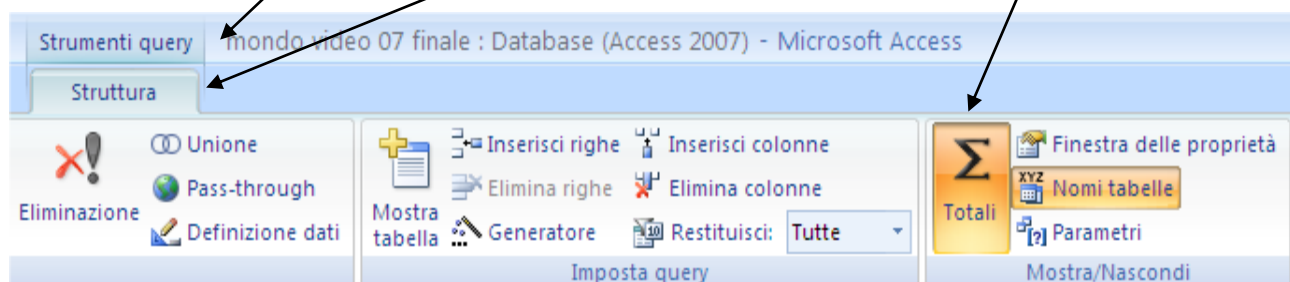 Strumenti query mondo video 07 finale : Database (Access 2007) - Microsoft Access
Struttura
Eliminazione
Unione
Pass-through
Definizione dati
Mostra
tabella
Inserisci righe
Elimina righe
Generatore
Inserisci colonne
Elimina colonne
10 Restituisci: Tutte
Imposta query
Σ
Totali
Finestra delle proprietà
XYZ Nomi tabelle
[?] Parametri
Mostra/Nascondi